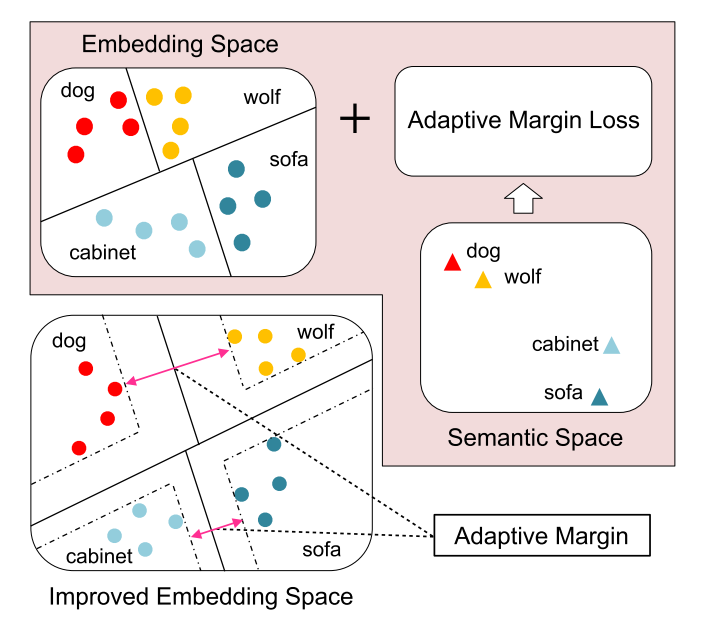 Embedding Space
dog
wolf
sofa
cabinet
+
Adaptive Margin Loss
dog
wolf
cabinet
sofa
Semantic Space
dog
wolf
cabinet
sofa
Adaptive Margin
Improved Embedding Space